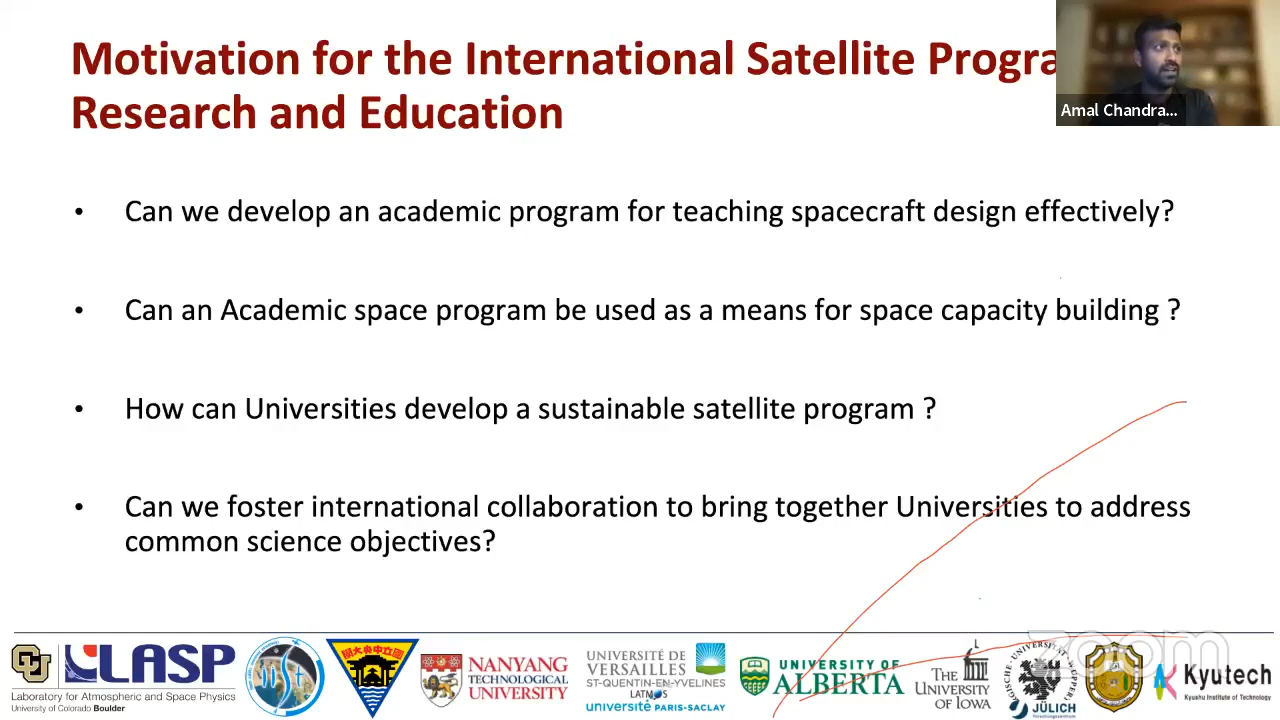 Motivation for the International Satellite Progra
Research and Education
Amal Chandra...
• Can we develop an academic program for teaching spacecraft design effectively?
• Can an Academic space program be used as a means for space capacity building ?
• How can Universities develop a sustainable satellite program ?
• Can we foster international collaboration to bring together Universities to address
common science objectives?
CU
LASP
Laboratory for Atmospheric and Space Physics
University of Colorado Boulder
IIST
NANYANG
TECHNOLOGICAL
UNIVERSITY
UNIVERSITÉ DE
VERSAILLES
ST-QUENTIN-EN-YVELINES
LATMOS
université PARIS-SACLAY
UNIVERSITY OF
ALBERTA
THE
UNIVERSITY
OF IOWA
JÜLICH
Forschungszentrum
zoom
Kyutech
Kyushu Institute of Technology